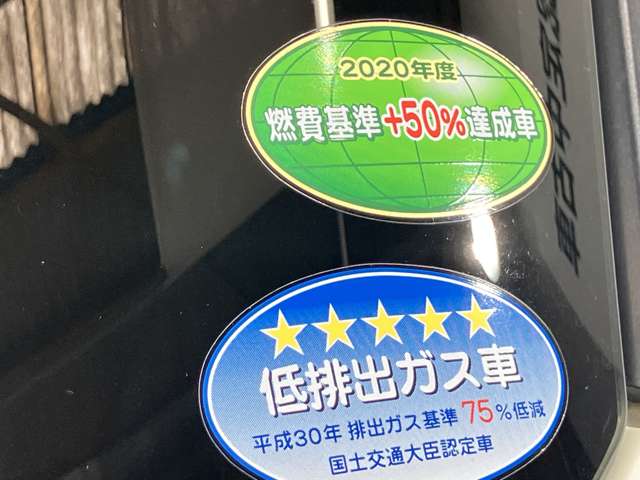 2020年度
燃費基準+50%達成車
★★★★★
低排出ガス車
平成30年 排出ガス基準 75%低減
国土交通大臣認定車